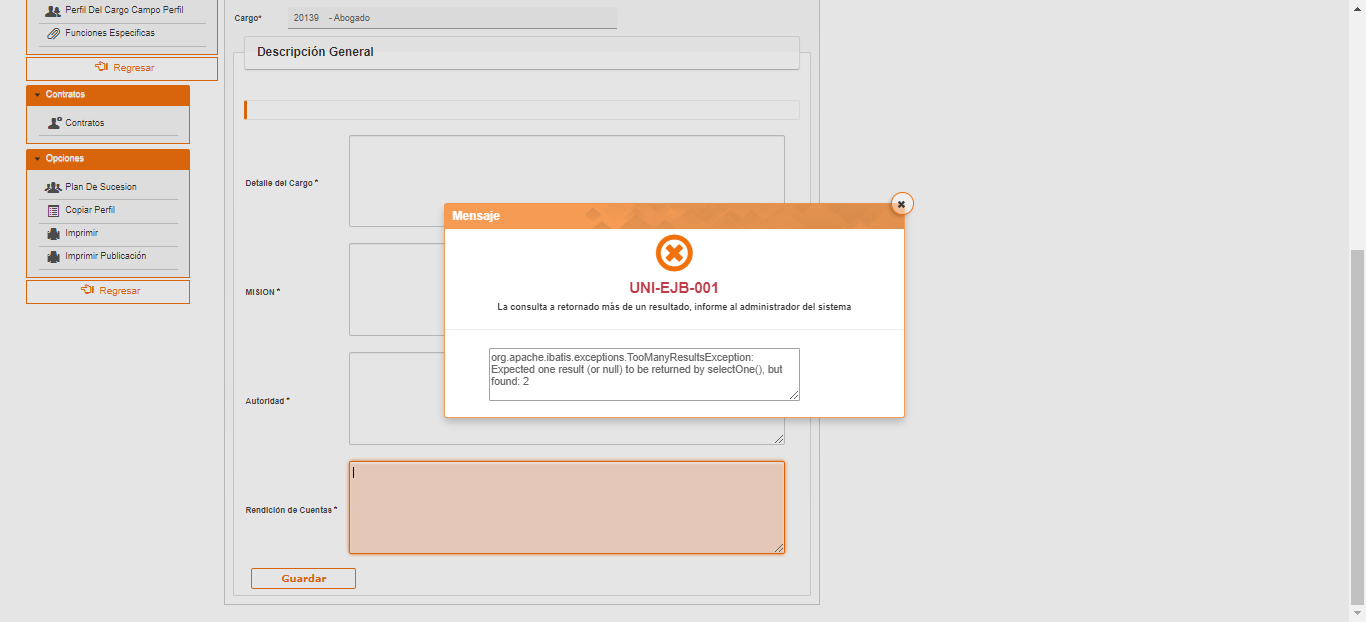 Perfil Del Cargo Campo Perfil
Funciones Especificas
Regresar
Contratos
Contratos
Opciones
Plan De Sucesion
Copiar Perfil
Imprimir
Imprimir Publicación
Regresar
Cargo* 20139 - Abogado
Descripción General
Detalle del Cargo *
MISION *
Autoridad *
Rendición de Cuentas *
Guardar
Mensaje
UNI-EJB-001
La consulta a retornado más de un resultado, informe al administrador del sistema
org.apache.ibatis.exceptions.TooManyResultsException:
Expected one result (or null) to be returned by selectOne(), but
found: 2